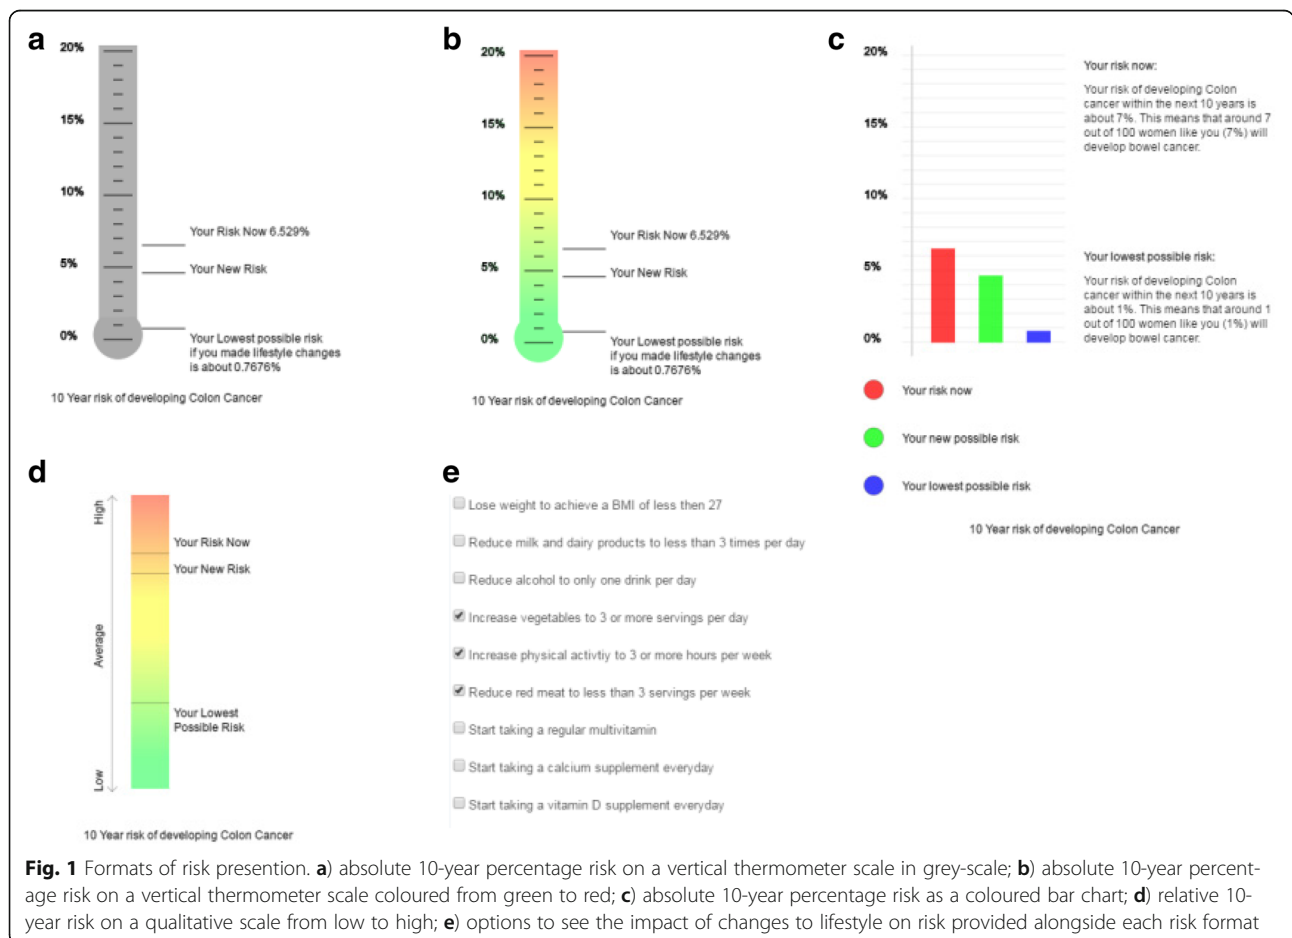 a
20%
15%
10%
5%
0%
Your Risk Now 6.529%
Your New Risk
Your Lowest possible risk
if you made lifestyle changes
is about 0.7676%
10 Year risk of developing Colon Cancer
b
20%
15%
10%
5%
0%
Your Risk Now 6.529%
Your New Risk
Your Lowest possible risk
if you made lifestyle changes
is about 0.7676%
10 Year risk of developing Colon Cancer
c
20%
15%
10%
5%
0%
Your risk now:
Your risk of developing Colon
cancer within the next 10 years is
about 7%. This means that around 7
out of 100 women like you (7%) will
develop bowel cancer.
Your lowest possible risk:
Your risk of developing Colon
cancer within the next 10 years is
about 1%. This means that around 1
out of 100 women like you (1%) will
develop bowel cancer.
Your risk now
Your new possible risk
Your lowest possible risk
10 Year risk of developing Colon Cancer
d
High
Average
Low
Your Risk Now
Your New Risk
Your Lowest
Possible Risk
10 Year risk of developing Colon Cancer
e
Lose weight to achieve a BMI of less then 27
Reduce milk and dairy products to less than 3 times per day
Reduce alcohol to only one drink per day
Increase vegetables to 3 or more servings per day
Increase physical activtiy to 3 or more hours per week
Reduce red meat to less than 3 servings per week
Start taking a regular multivitamin
Start taking a calcium supplement everyday
Start taking a vitamin D supplement everyday
Fig. 1 Formats of risk presention. a) absolute 10-year percentage risk on a vertical thermometer scale in grey-scale; b) absolute 10-year percent-
age risk on a vertical thermometer scale coloured from green to red; c) absolute 10-year percentage risk as a coloured bar chart; d) relative 10-
year risk on a qualitative scale from low to high; e) options to see the impact of changes to lifestyle on risk provided alongside each risk format